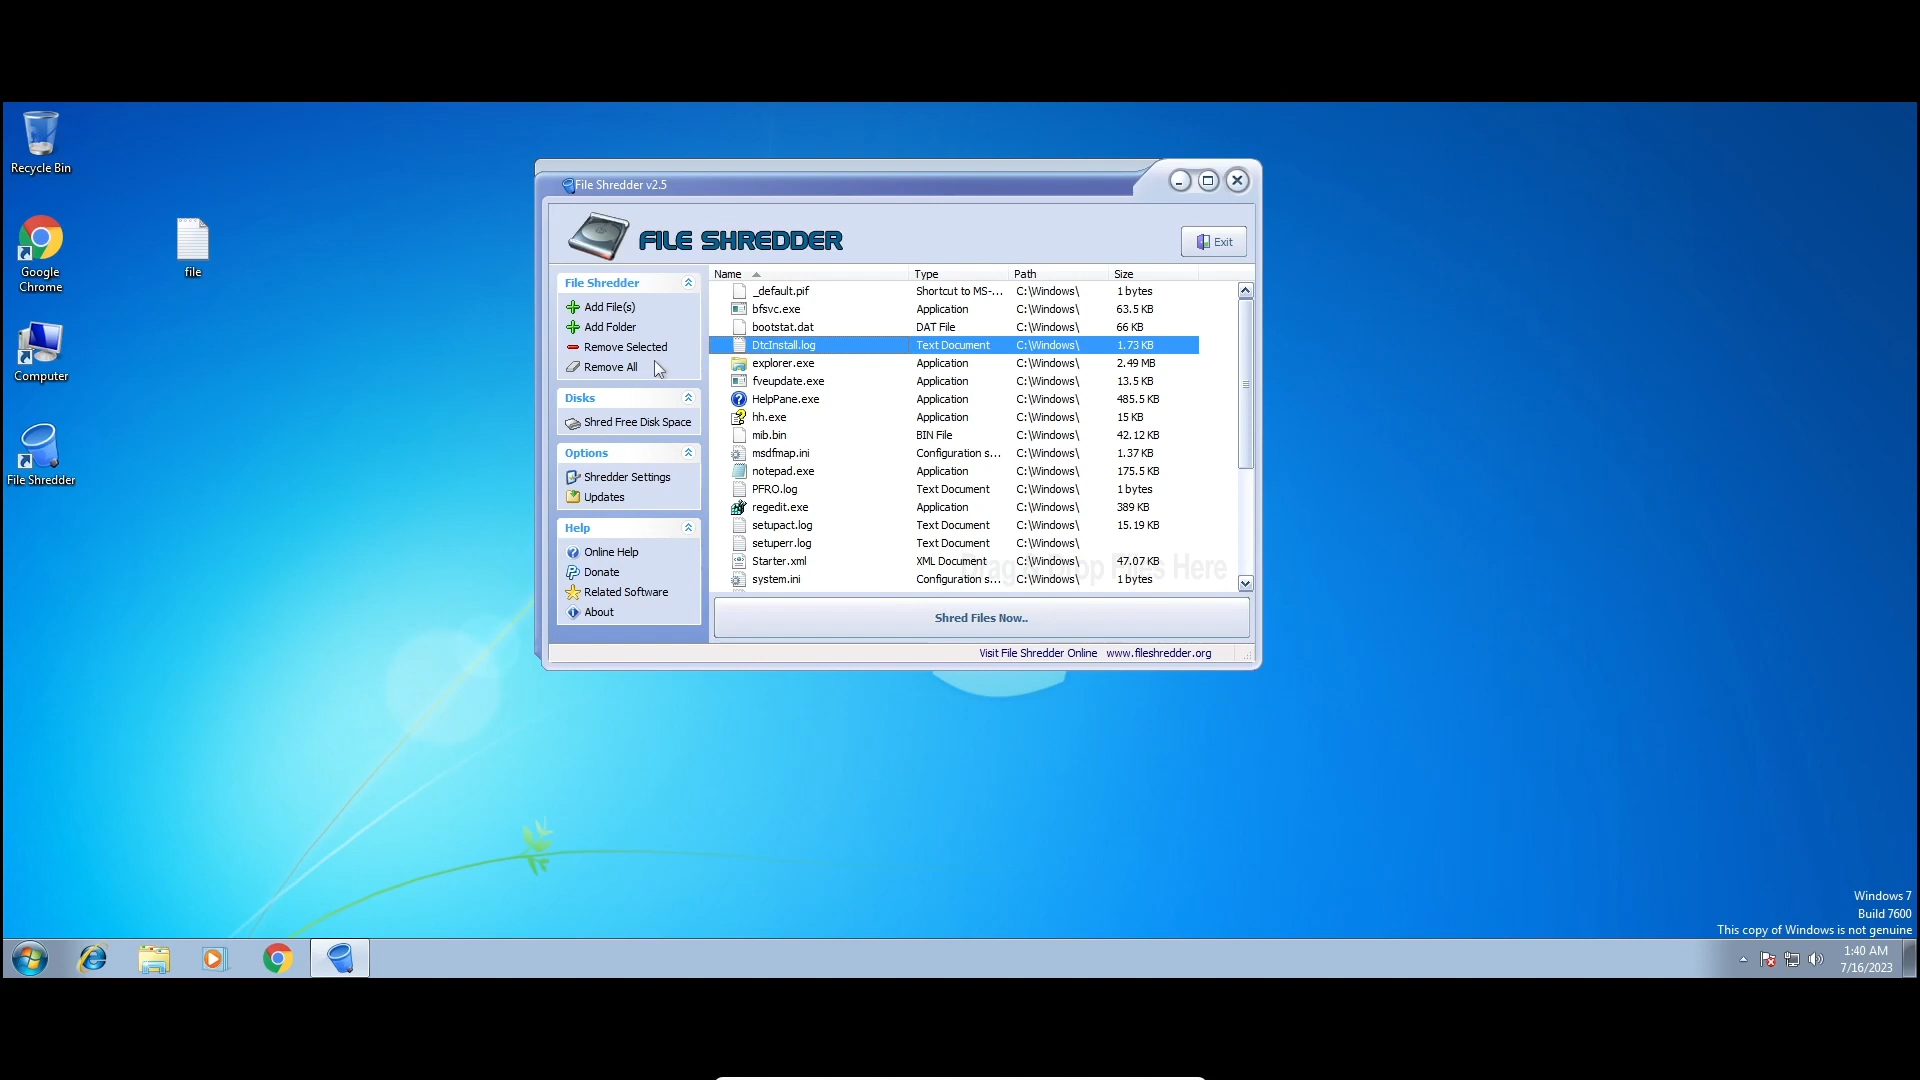 Recycle Bin
Google
Chrome
file
Computer
File Shredder
File Shredder v2.5
FILE SHREDDER
Exit
File Shredder
Add File(s)
Add Folder
Remove Selected
Remove All
Disks
Shred Free Disk Space
Options
Shredder Settings
Updates
Help
Online Help
Donate
Related Software
About
Name Type Path Size
_default.pif Shortcut to MS-... C:\Windows\ 1 bytes
bfsvc.exe Application C:\Windows\ 63.5 KB
bootstat.dat DAT File C:\Windows\ 66 KB
DtcInstall.log Text Document C:\Windows\ 1.73 KB
explorer.exe Application C:\Windows\ 2.49 MB
fveupdate.exe Application C:\Windows\ 13.5 KB
HelpPane.exe Application C:\Windows\ 485.5 KB
hh.exe Application C:\Windows\ 15 KB
mib.bin BIN File C:\Windows\ 42.12 KB
msdfmap.ini Configuration s... C:\Windows\ 1.37 KB
notepad.exe Application C:\Windows\ 175.5 KB
PFRO.log Text Document C:\Windows\ 1 bytes
regedit.exe Application C:\Windows\ 389 KB
setupact.log Text Document C:\Windows\ 15.19 KB
setuperr.log Text Document C:\Windows\
Starter.xml XML Document C:\Windows\ 47.07 KB
system.ini Configuration s... C:\Windows\ 1 bytes
Drop Files Here
Shred Files Now..
Visit File Shredder Online www.fileshredder.org
Windows 7
Build 7600
This copy of Windows is not genuine
1:40 AM
7/16/2023